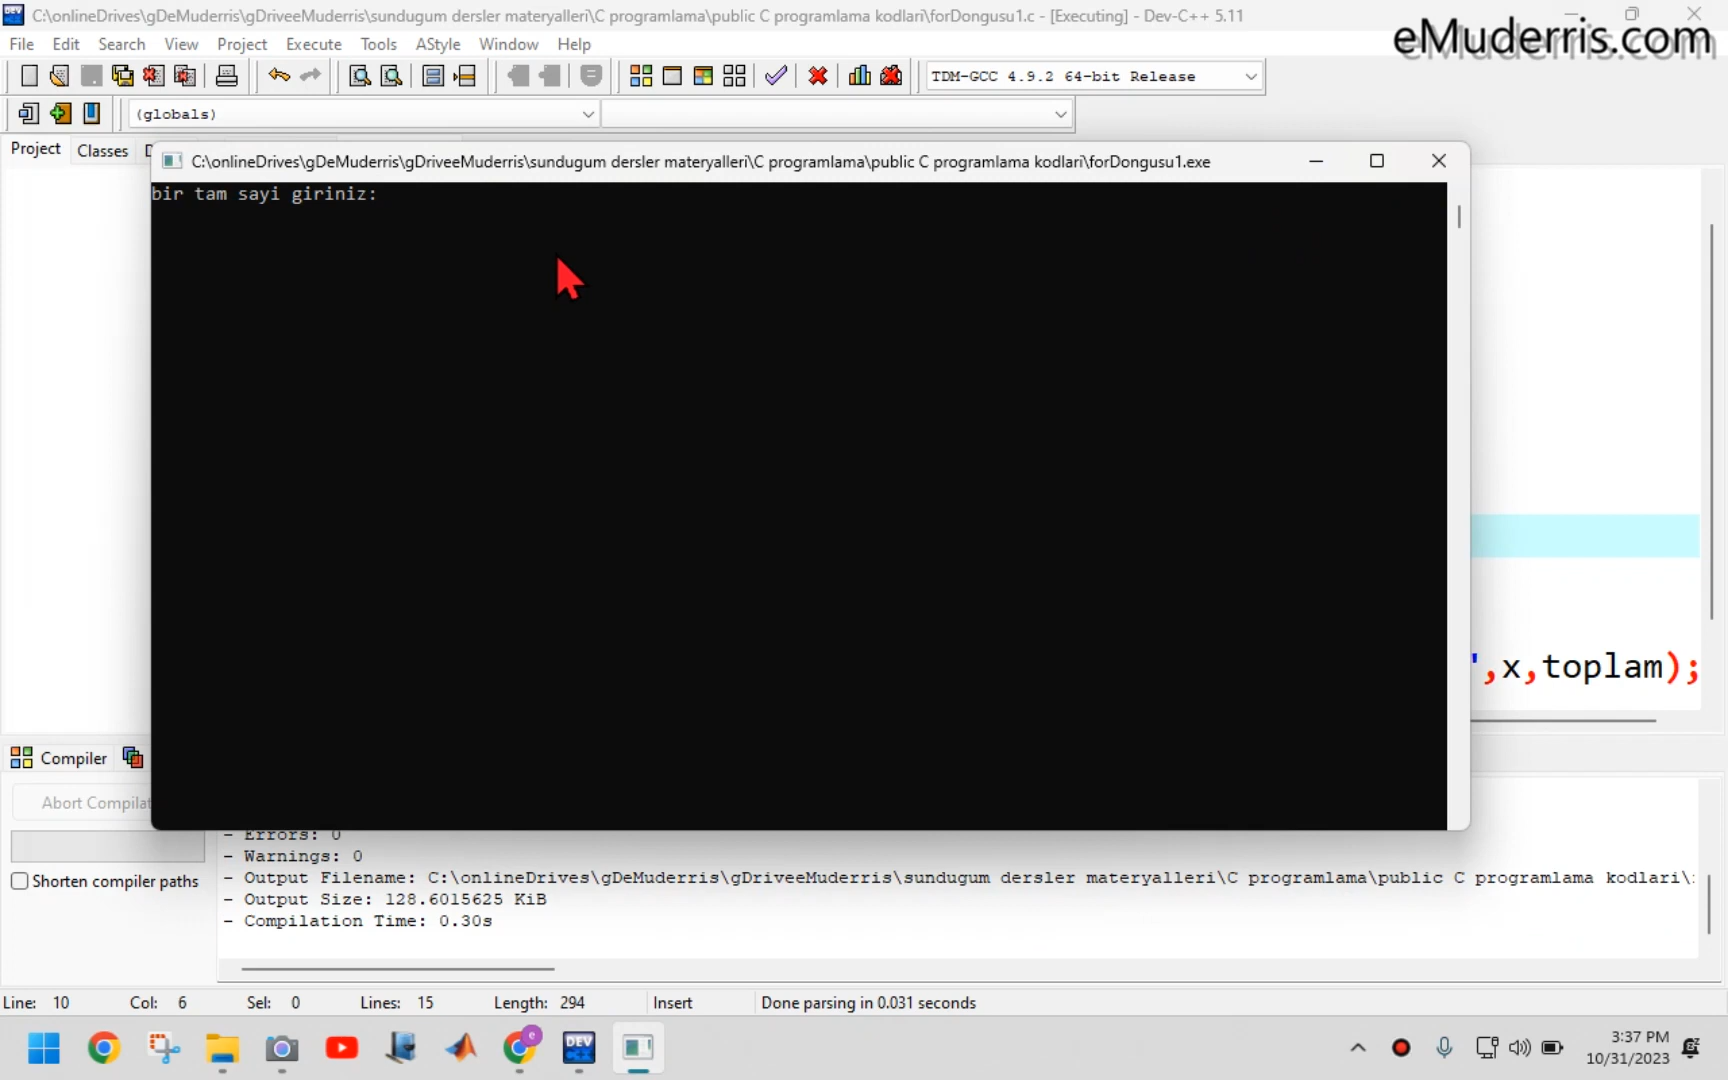 C:\onlineDrives\gDeMuderris\gDriveeMuderris\sundugum dersler materyalleri\C programlama\public C programlama kodlari\forDongusu1.c - [Executing] - Dev-C++ 5.11
eMuderris.com
File Edit Search View Project Execute Tools AStyle Window Help
TDM-GCC 4.9.2 64-bit Release
(globals)
Project Classes
C:\onlineDrives\gDeMuderris\gDriveeMuderris\sundugum dersler materyalleri\C programlama\public C programlama kodlari\forDongusu1.exe
bir tam sayi giriniz:
",x,toplam);
Compiler
Abort Compilat
- Errors: 0
- Warnings: 0
- Output Filename: C:\onlineDrives\gDeMuderris\gDriveeMuderris\sundugum dersler materyalleri\C programlama\public C programlama kodlari\
Shorten compiler paths
- Output Size: 128.6015625 KiB
- Compilation Time: 0.30s
Line: 10 Col: 6 Sel: 0 Lines: 15 Length: 294 Insert Done parsing in 0.031 seconds
DEV
3:37 PM
10/31/2023